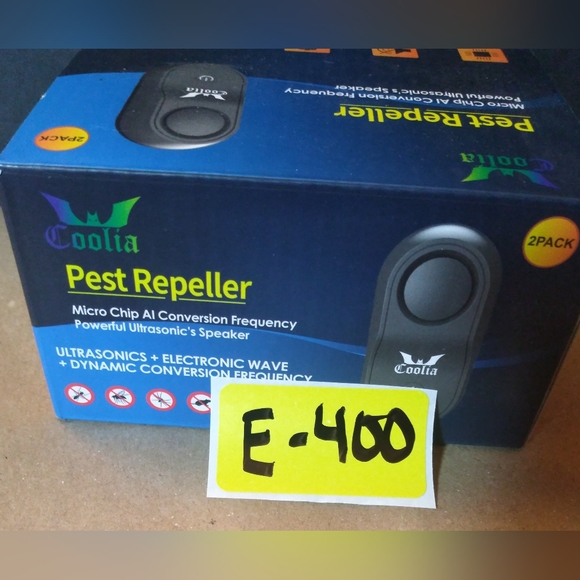 Coolia
2PACK
Powerful Ultrasonic's Speaker
Micro Chip AI Conversion Frequency
Pest Repeller
Coolia
Coolia
2PACK
Pest Repeller
Micro Chip AI Conversion Frequency
Powerful Ultrasonic's Speaker
ULTRASONICS + ELECTRONIC WAVE
+ DYNAMIC CONVERSION FREQUENCY
Coolia
E-400